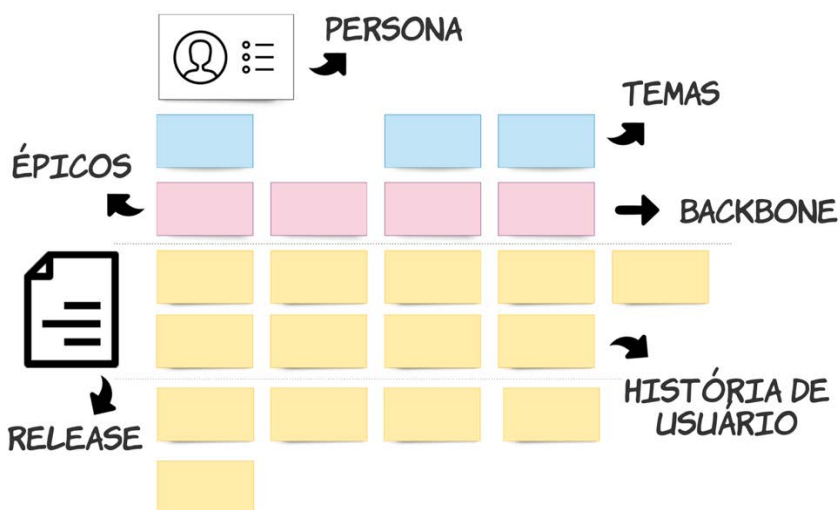 PERSONA
TEMAS
ÉPICOS
BACKBONE
HISTÓRIA DE
USUÁRIO
RELEASE